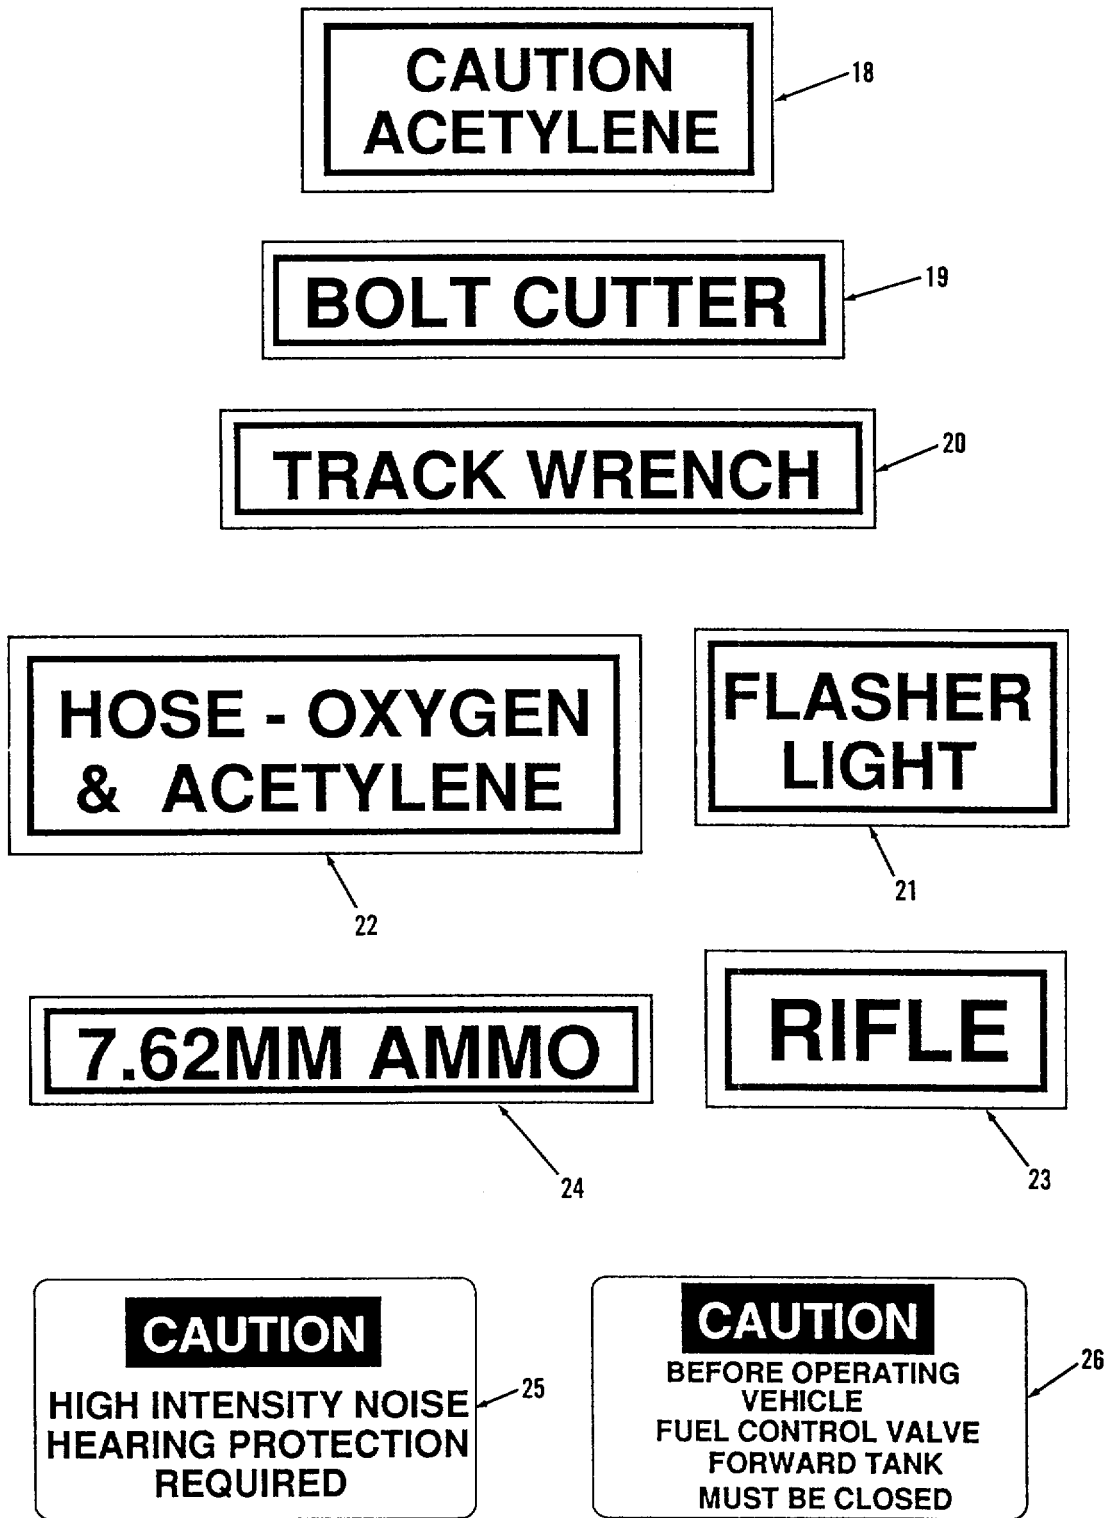 CAUTION
ACETYLENE
18
BOLT CUTTER
19
TRACK WRENCH
20
HOSE - OXYGEN
& ACETYLENE
22
FLASHER
LIGHT
21
7.62MM AMMO
24
RIFLE
23
CAUTION
HIGH INTENSITY NOISE
HEARING PROTECTION
REQUIRED
25
CAUTION
BEFORE OPERATING
VEHICLE
FUEL CONTROL VALVE
FORWARD TANK
MUST BE CLOSED
26